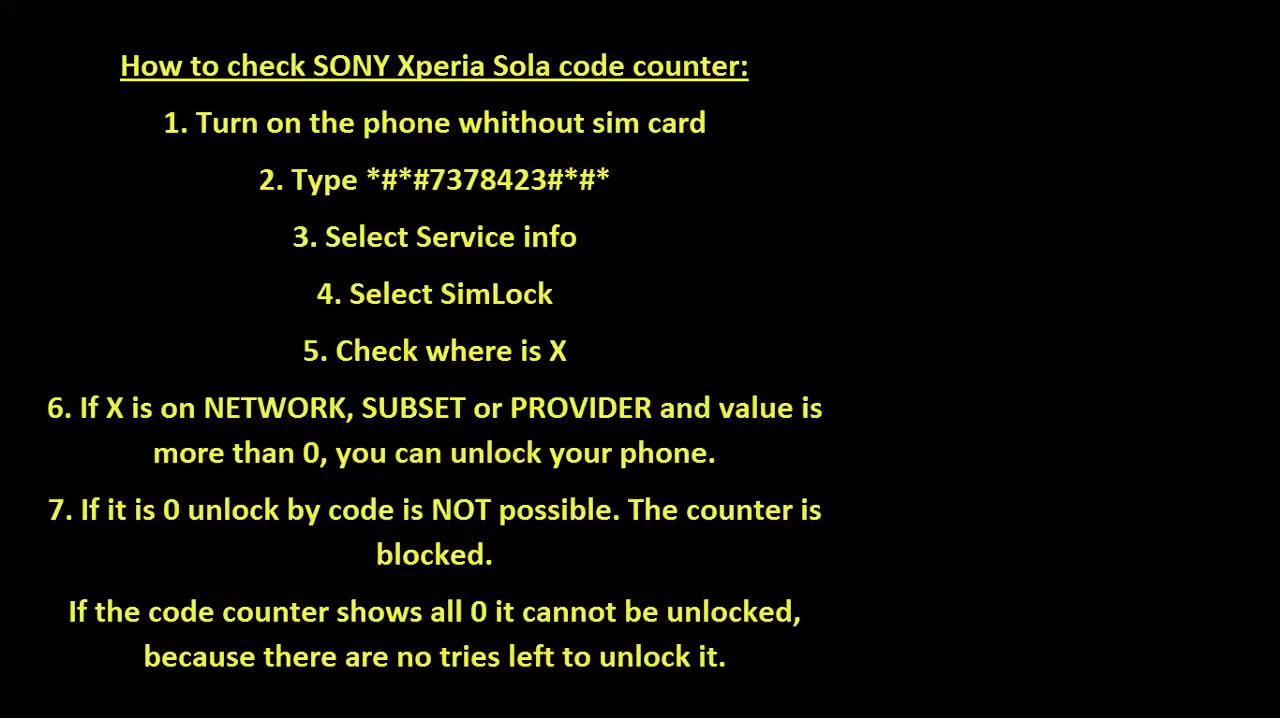 How to check SONY Xperia Sola code counter:
1. Turn on the phone whithout sim card
2. Type *#*#7378423#*#*
3. Select Service info
4. Select SimLock
5. Check where is X
6. If X is on NETWORK, SUBSET or PROVIDER and value is
more than 0, you can unlock your phone.
7. If it is 0 unlock by code is NOT possible. The counter is
blocked.
If the code counter shows all 0 it cannot be unlocked,
because there are no tries left to unlock it.